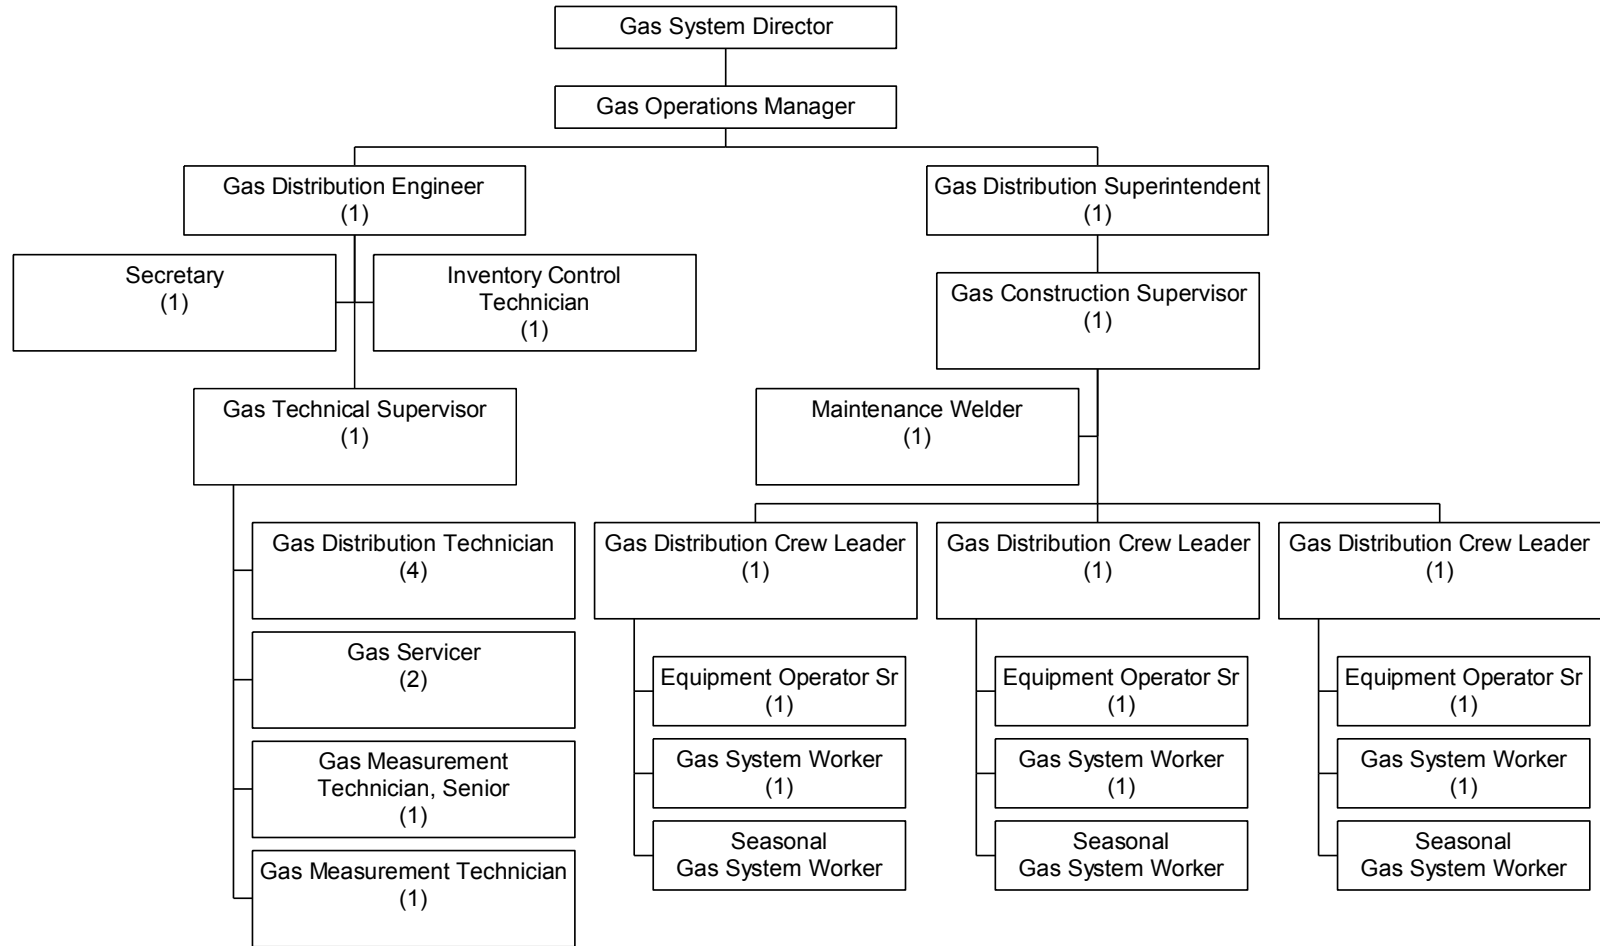 Gas System Director
Gas Operations Manager
Gas Distribution Engineer
(1)
Gas Distribution Superintendent
(1)
Secretary
(1)
Inventory Control
Technician
(1)
Gas Construction Supervisor
(1)
Gas Technical Supervisor
(1)
Maintenance Welder
(1)
Gas Distribution Technician
(4)
Gas Servicer
(2)
Gas Measurement
Technician, Senior
(1)
Gas Measurement Technician
(1)
Gas Distribution Crew Leader
(1)
Equipment Operator Sr
(1)
Gas System Worker
(1)
Seasonal
Gas System Worker
Gas Distribution Crew Leader
(1)
Equipment Operator Sr
(1)
Gas System Worker
(1)
Seasonal
Gas System Worker
Gas Distribution Crew Leader
(1)
Equipment Operator Sr
(1)
Gas System Worker
(1)
Seasonal
Gas System Worker